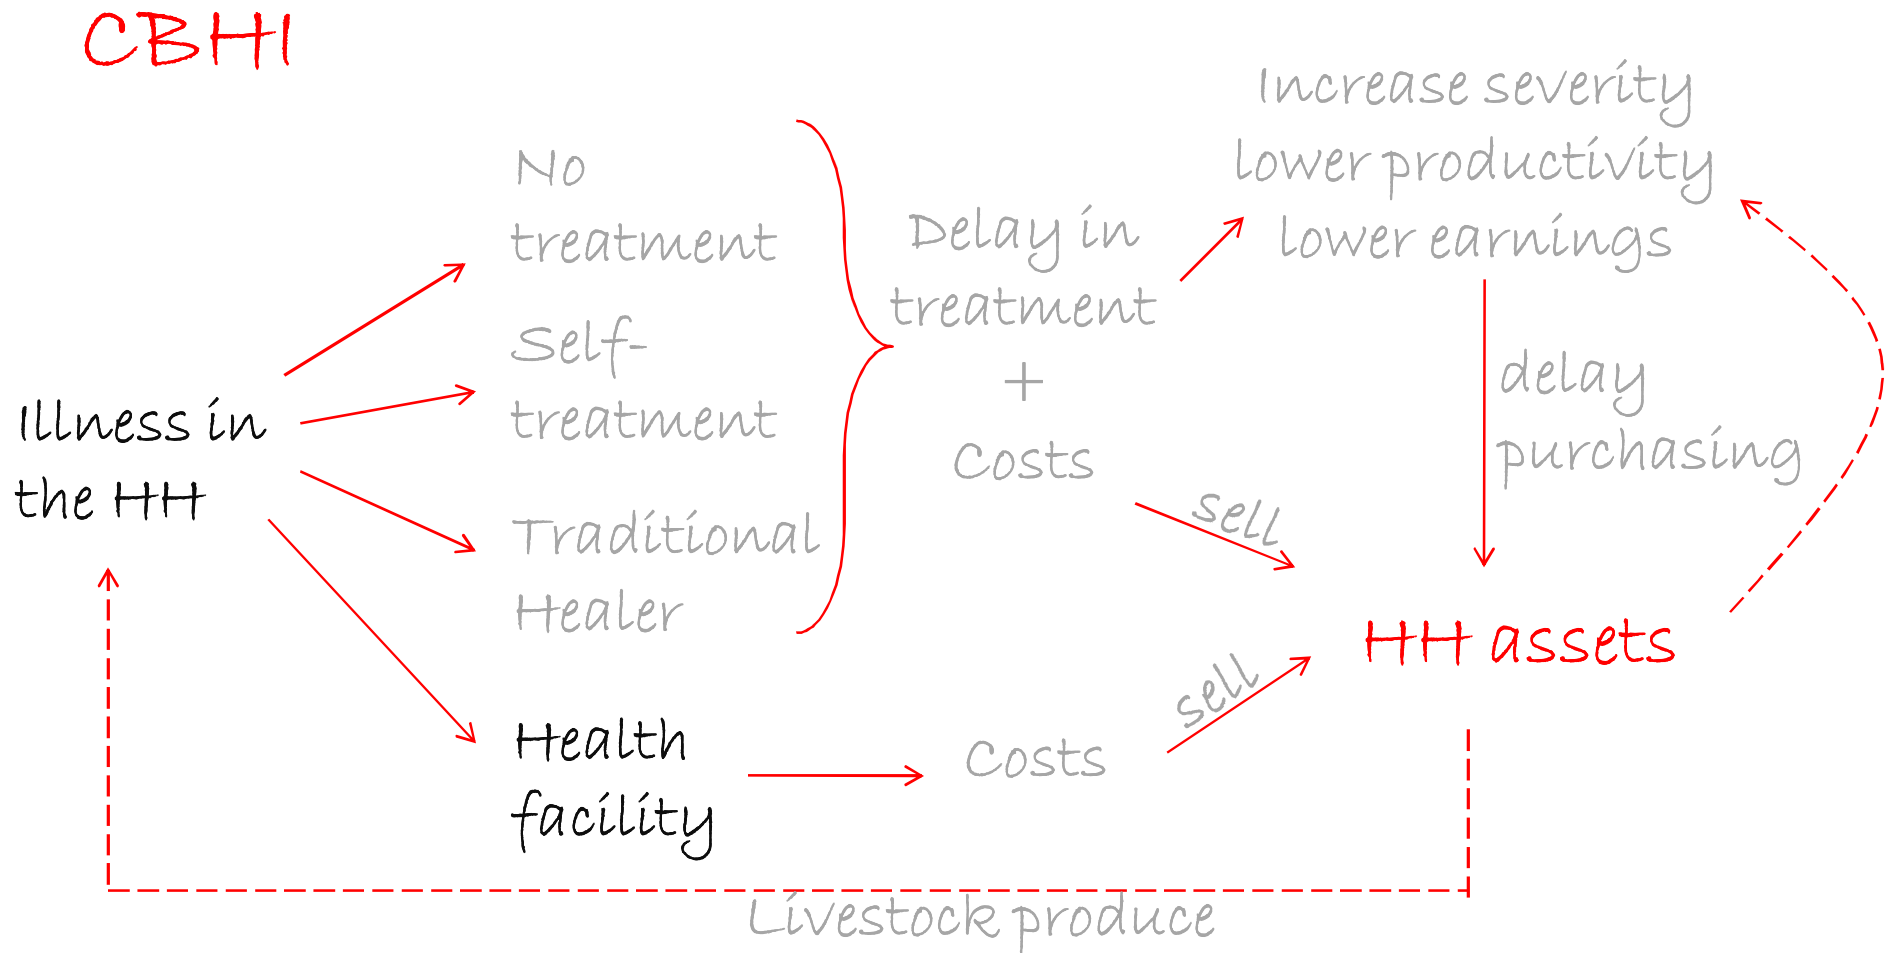 CBHI
Illness in
the HH
No
treatment
Self-
treatment
Traditional
Healer
Health
facility
Delay in
treatment
+
Costs
Costs
Increase severity
lower productivity
lower earnings
delay
purchasing
sell
sell
HH assets
Livestock produce